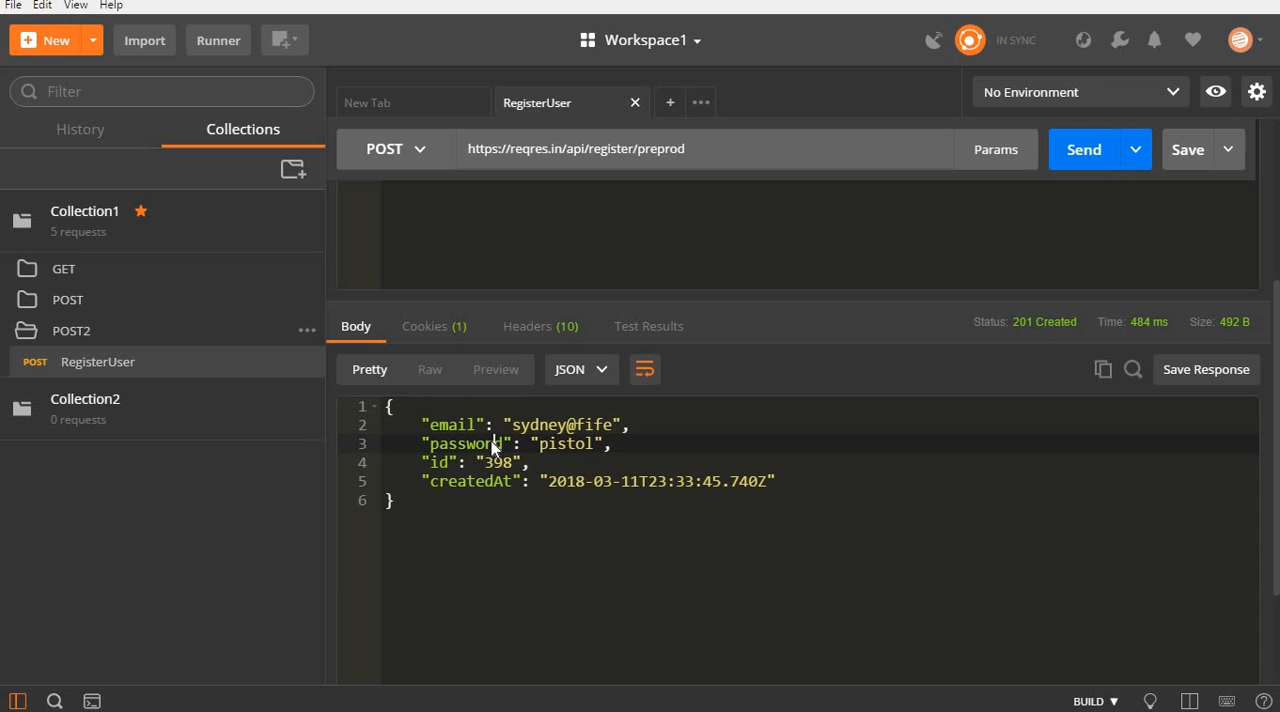 File Edit View Help
New Import Runner Workspace1 IN SYNC
Filter
History Collections
Collection1
5 requests
GET
POST
POST2
POST RegisterUser
Collection2
0 requests
New Tab RegisterUser No Environment
POST https://reqres.in/api/register/preprod Params Send Save
Body Cookies (1) Headers (10) Test Results Status: 201 Created Time: 484 ms Size: 492 B
Pretty Raw Preview JSON Save Response
1 {
2 "email": "sydney@fife",
3 "password": "pistol",
4 "id": "398",
5 "createdAt": "2018-03-11T23:33:45.740Z"
6 }
BUILD